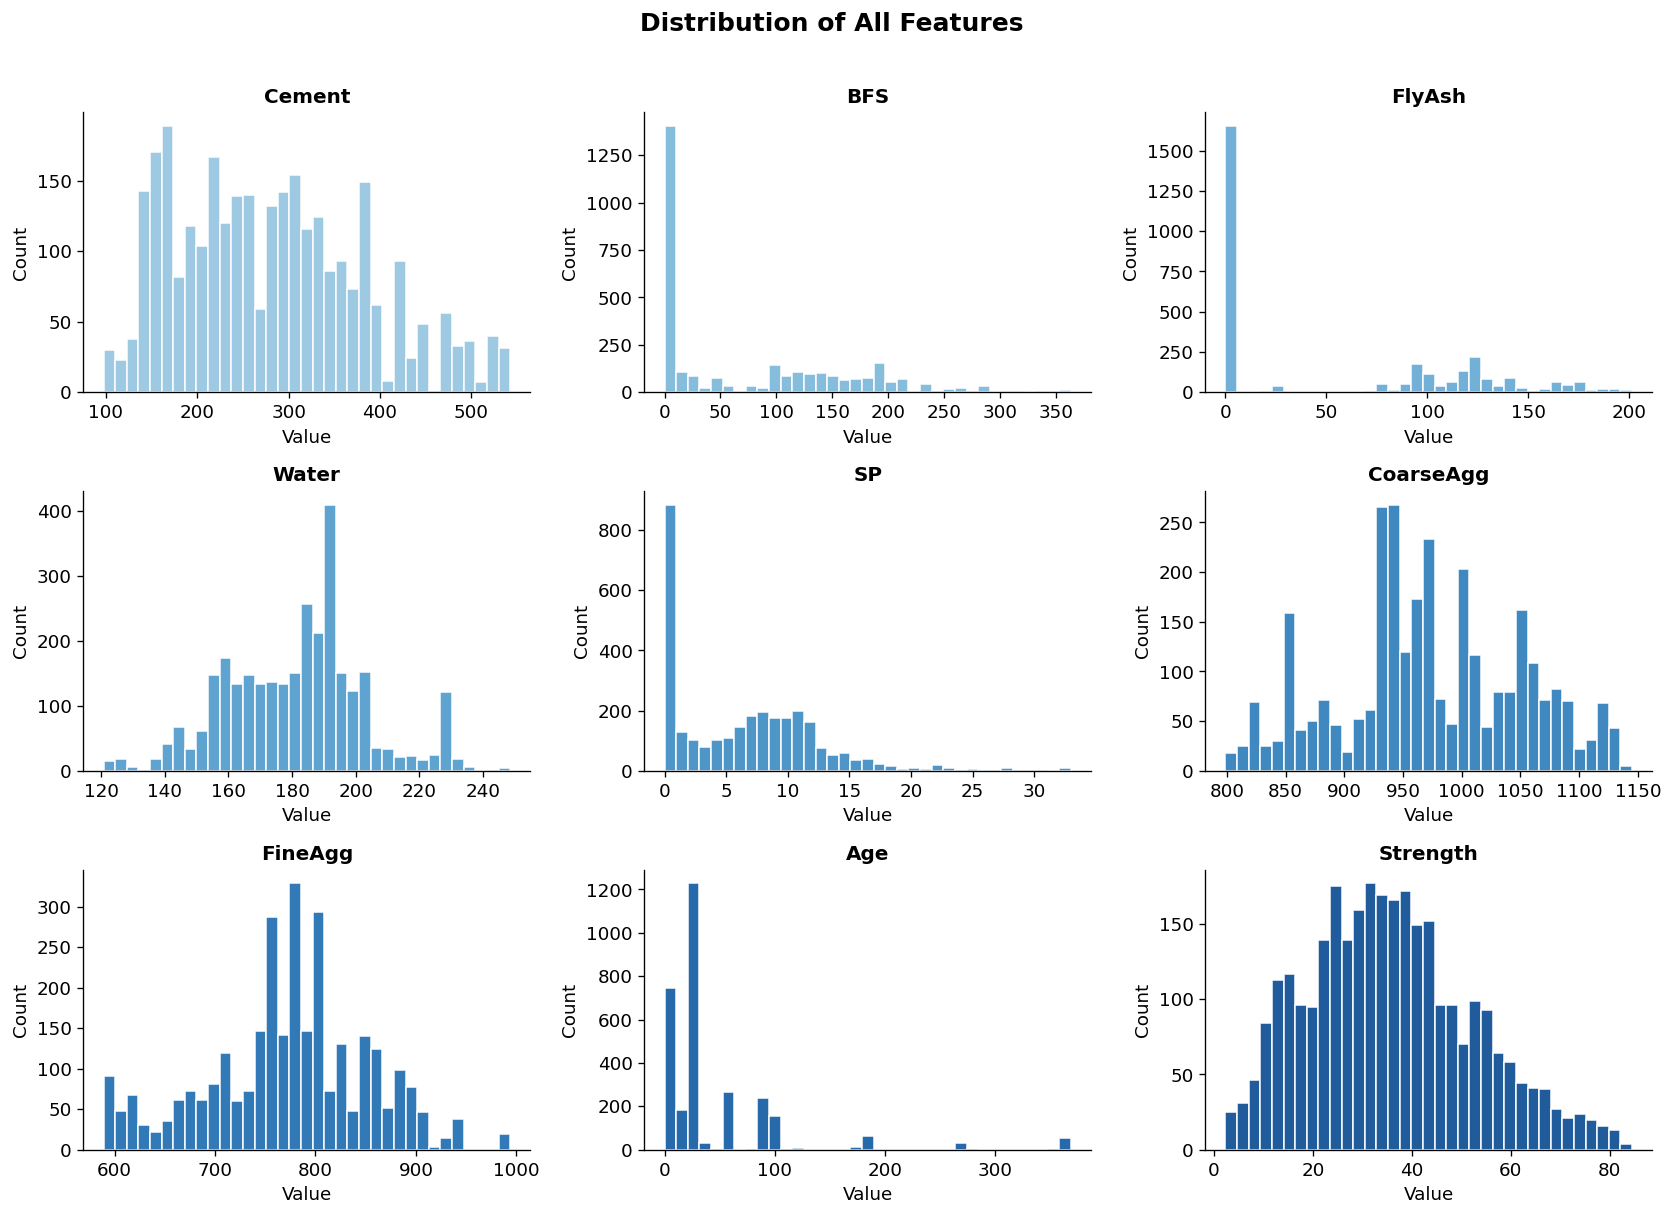 Distribution of All Features
Cement
BFS
FlyAsh
150
100
50
0
Count
100 200 300 400 500
Value
1250
1000
750
500
250
0
Count
0 50 100 150 200 250 300 350
Value
1500
1250
1000
750
500
250
0
Count
0 50 100 150 200
Value
Water
SP
CoarseAgg
400
300
200
100
0
Count
120 140 160 180 200 220 240
Value
800
600
400
200
0
Count
0 5 10 15 20 25 30
Value
250
200
150
100
50
0
Count
800 850 900 950 1000 1050 1100 1150
Value
FineAgg
Age
Strength
300
250
200
150
100
50
0
Count
600 700 800 900 1000
Value
1200
1000
800
600
400
200
0
Count
0 100 200 300
Value
150
100
50
0
Count
0 20 40 60 80
Value